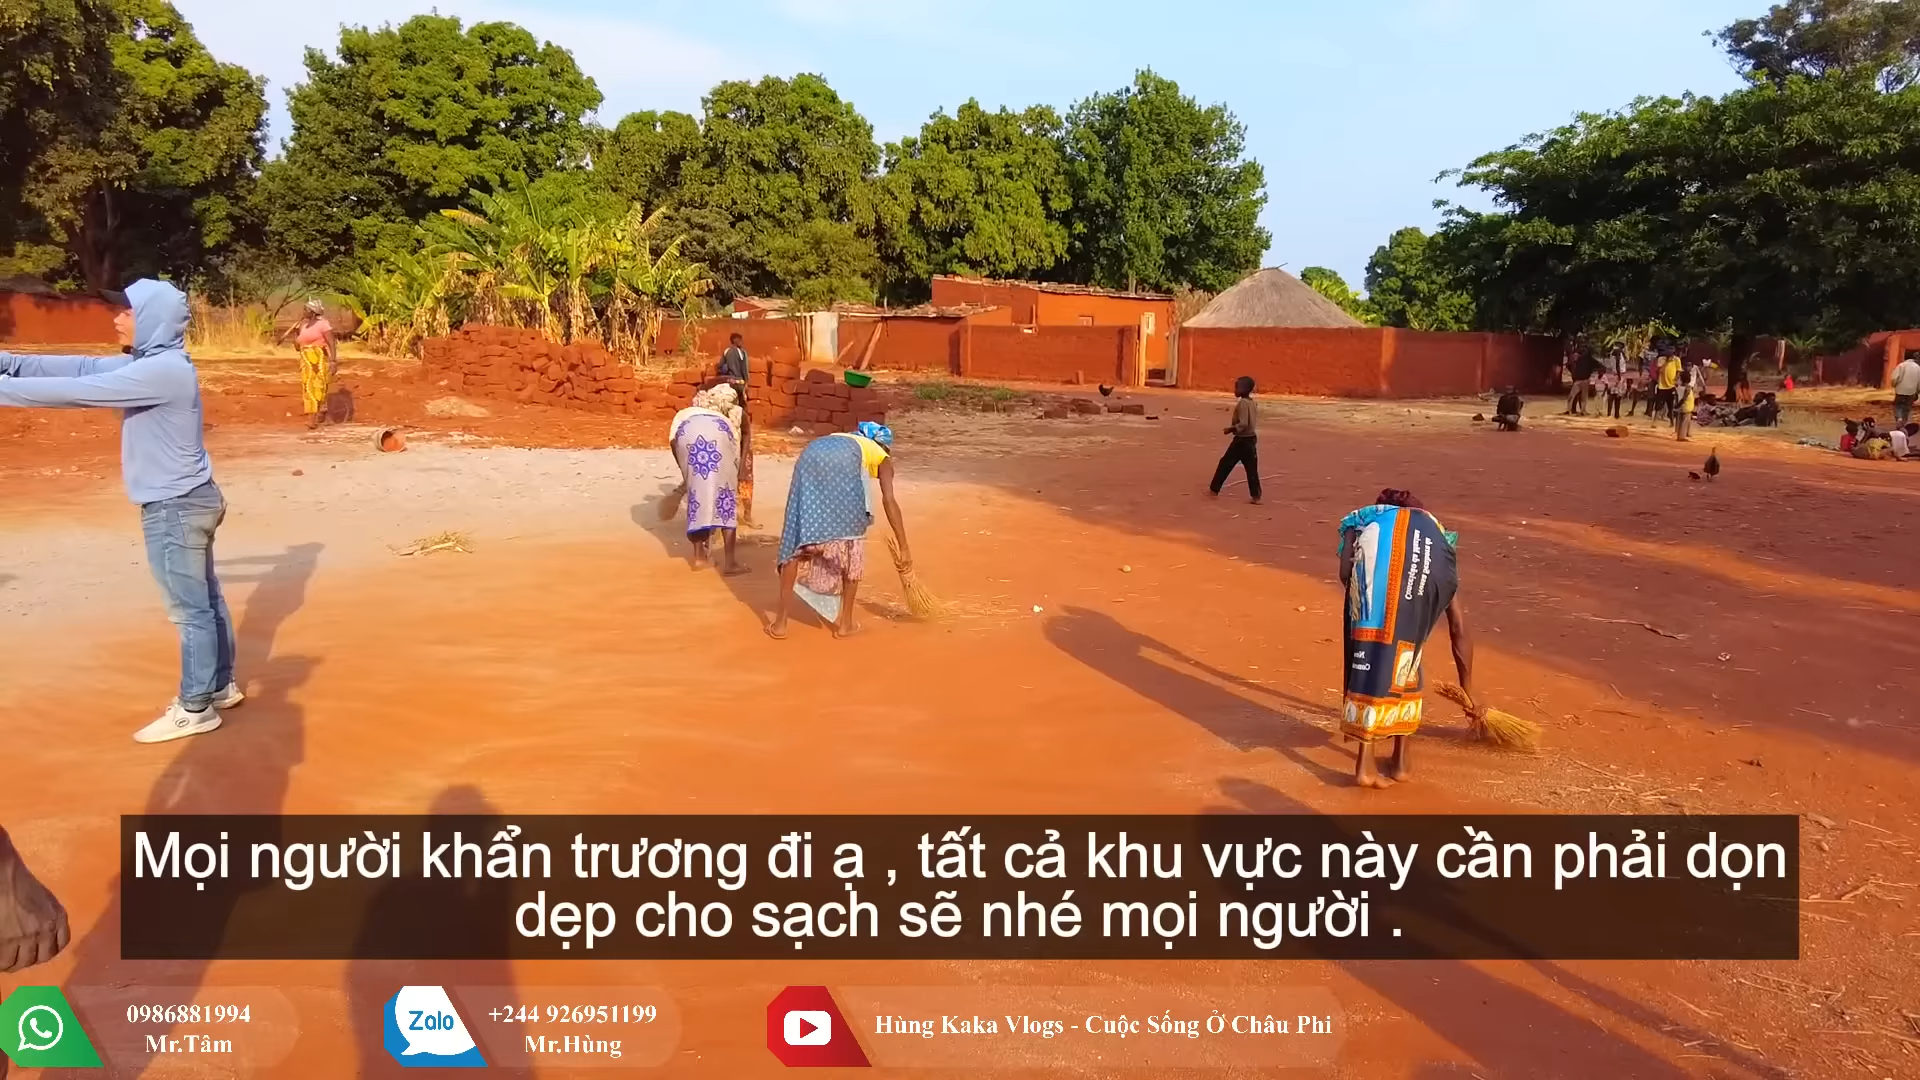 Mọi người khẩn trương đi ạ , tất cả khu vực này cần phải dọn
dẹp cho sạch sẽ nhé mọi người .
0986881994
Mr.Tâm
Zalo
+244 926951199
Mr.Hùng
Hùng Kaka Vlogs - Cuộc Sống Ở Châu Phi